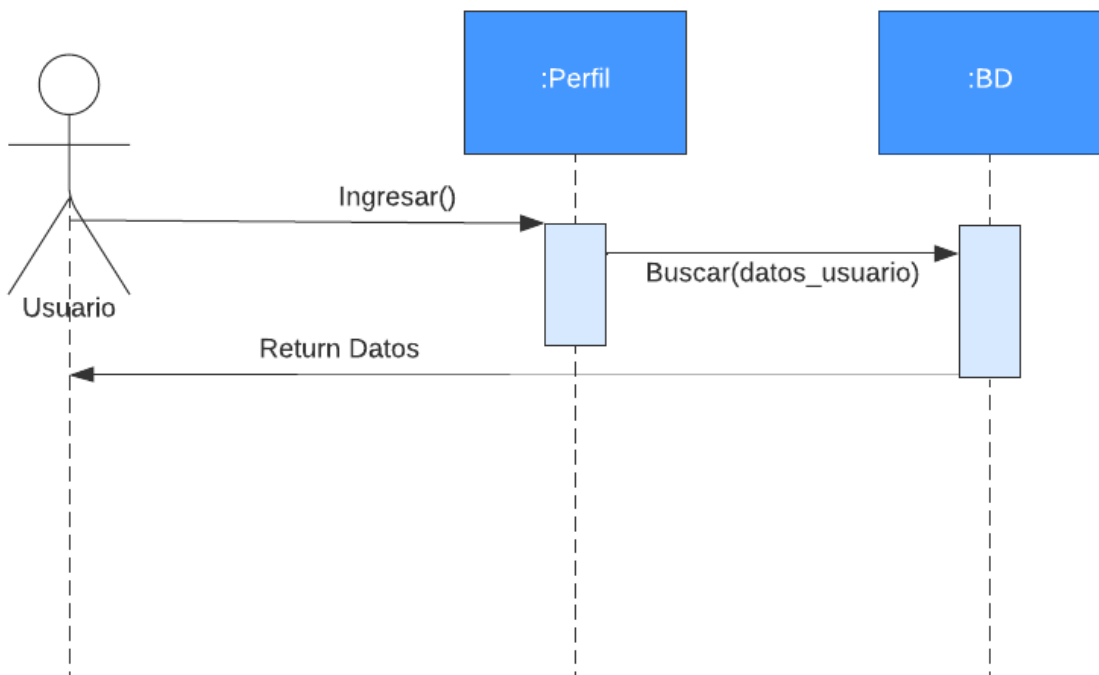 :Perfil
:BD
Ingresar()
Buscar(datos_usuario)
Usuario
Return Datos